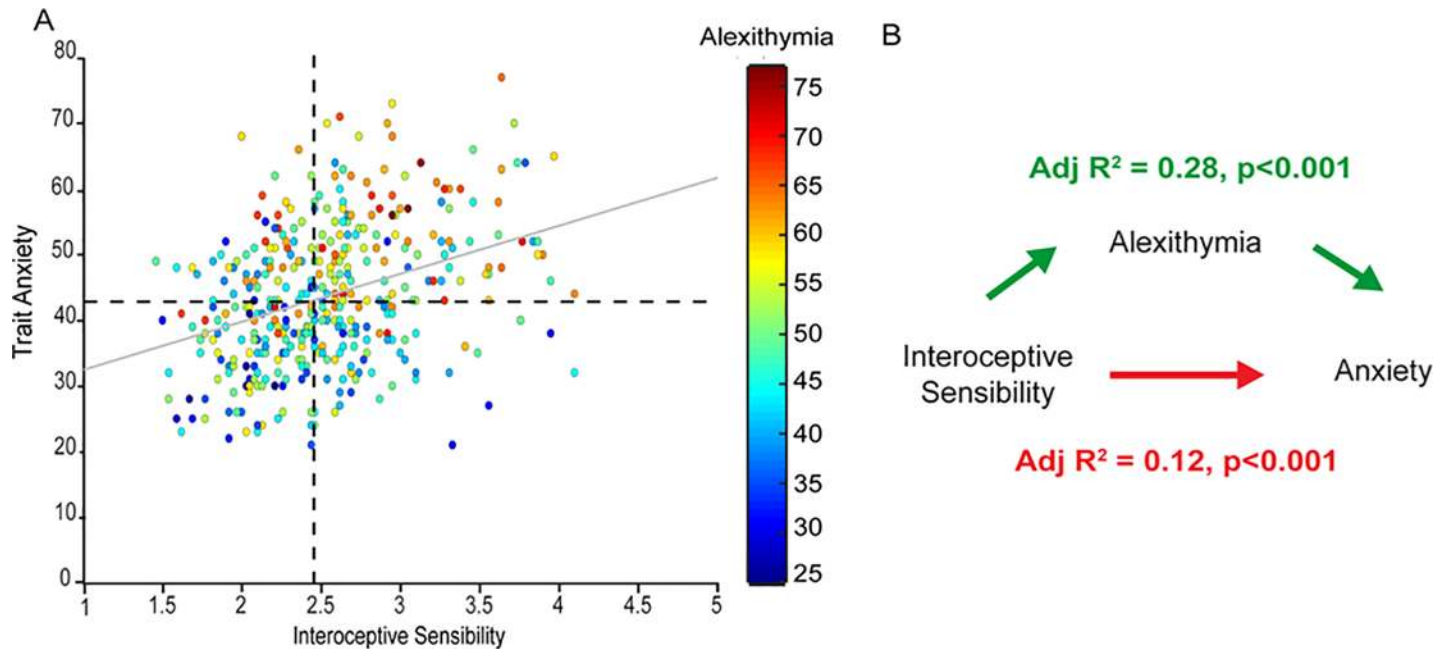 A
Trait Anxiety
80
70
60
50
40
30
20
10
0
1
1.5
2
2.5
3
3.5
4
4.5
5
Interoceptive Sensibility
Alexithymia
75
70
65
60
55
50
45
40
35
30
25
B
Adj R² = 0.28, p<0.001
Alexithymia
Interoceptive
Sensibility
Anxiety
Adj R² = 0.12, p<0.001